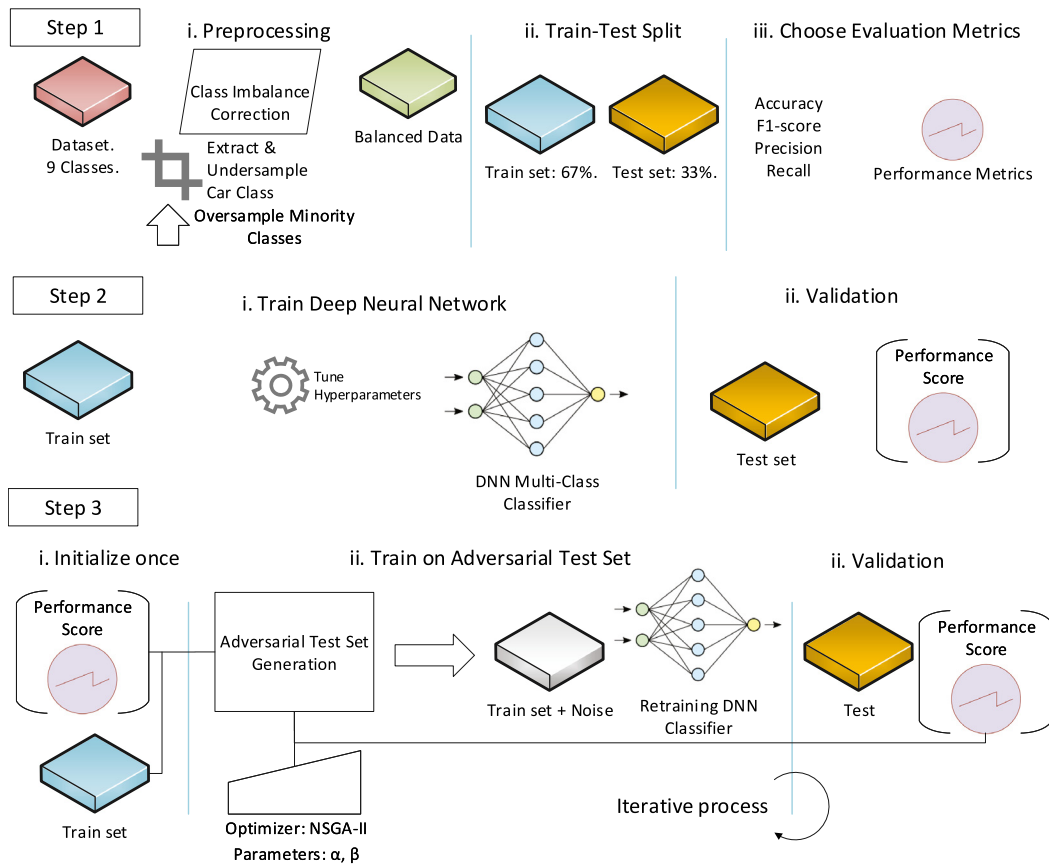 Step 1
i. Preprocessing
ii. Train-Test Split
iii. Choose Evaluation Metrics
Class Imbalance
Correction
Dataset.
9 Classes.
Extract &
Undersample
Car Class
Oversample Minority
Classes
Balanced Data
Train set: 67%.
Test set: 33%.
Accuracy
F1-score
Precision
Recall
Performance Metrics
Step 2
i. Train Deep Neural Network
ii. Validation
Train set
Tune
Hyperparameters
DNN Multi-Class
Classifier
Test set
Performance
Score
Step 3
i. Initialize once
ii. Train on Adversarial Test Set
ii. Validation
Performance
Score
Train set
Adversarial Test Set
Generation
Optimizer: NSGA-II
Parameters: α, β
Train set + Noise
Retraining DNN
Classifier
Test
Performance
Score
Iterative process